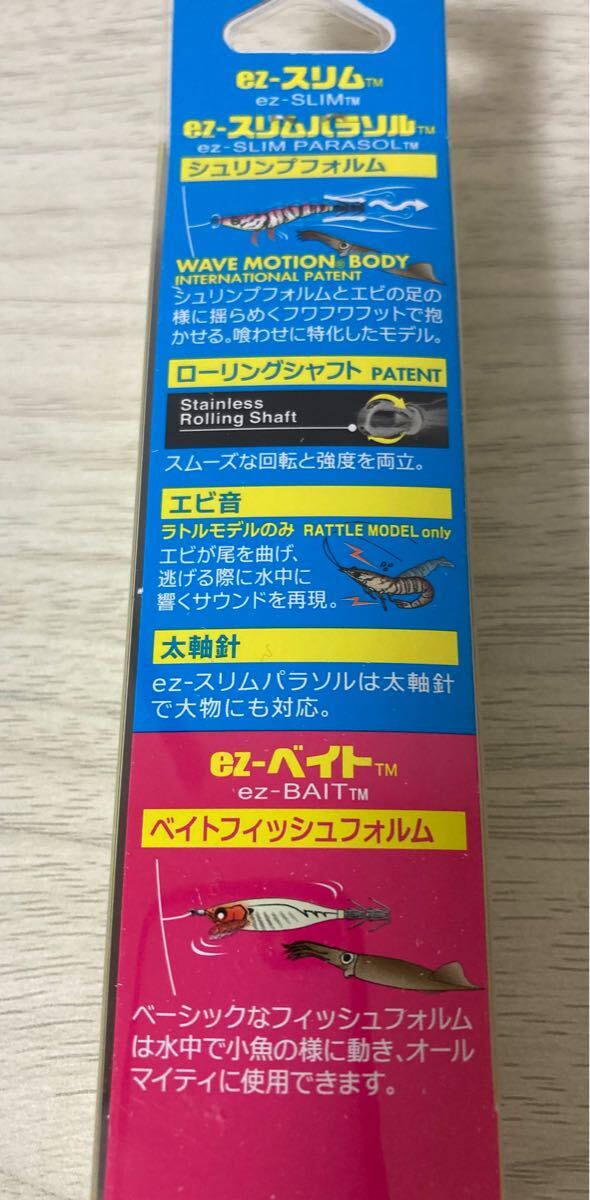 ez-スリム™
ez-SLIM™
ez-スリムパラソル™
ez-SLIM PARASOL™
シュリンプフォルム
WAVE MOTION® BODY
INTERNATIONAL PATENT
シュリンプフォルムとエビの足の
様に揺らめくフワフワフットで抱
かせる。喰わせに特化したモデル。
ローリングシャフト PATENT
Stainless
Rolling Shaft
スムーズな回転と強度を両立。
エビ音
ラトルモデルのみ RATTLE MODEL only
エビが尾を曲げ、
逃げる際に水中に
響くサウンドを再現。
太軸針
ez-スリムパラソルは太軸針
で大物にも対応。
ez-ベイト™
ez-BAIT™
ベイトフィッシュフォルム
ベーシックなフィッシュフォルム
は水中で小魚の様に動き、オール
マイティに使用できます。